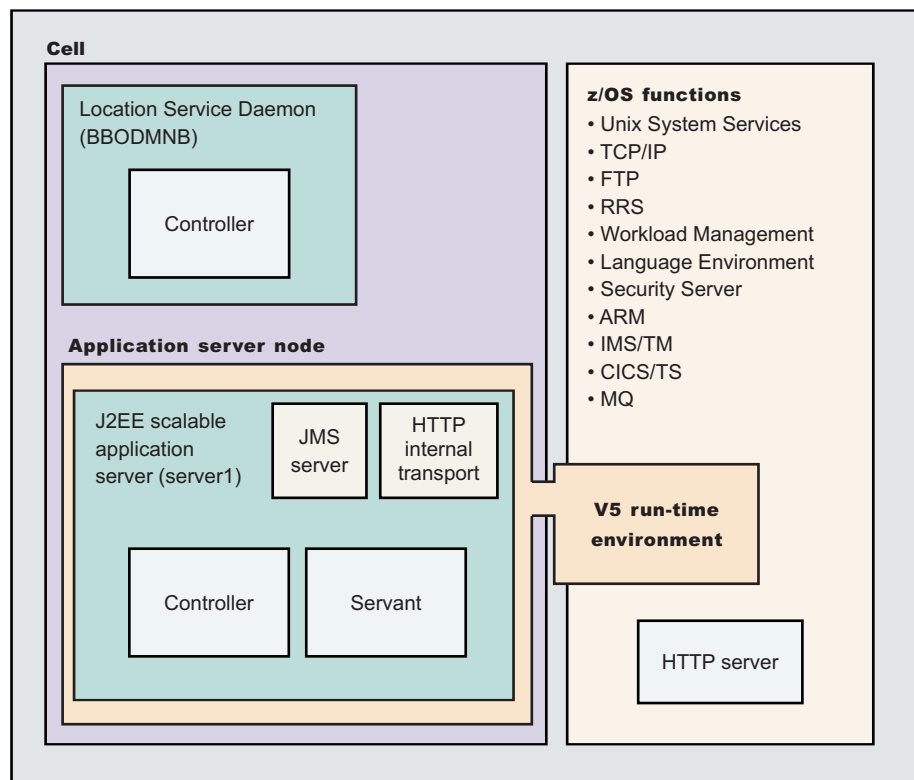 Cell
Location Service Daemon
(BBODMNB)
Controller
Application server node
J2EE scalable
application
server (server1)
JMS
server
HTTP
internal
transport
Controller
Servant
z/OS functions
• Unix System Services
• TCP/IP
• FTP
• RRS
• Workload Management
• Language Environment
• Security Server
• ARM
• IMS/TM
• CICS/TS
• MQ
V5 run-time
environment
HTTP server